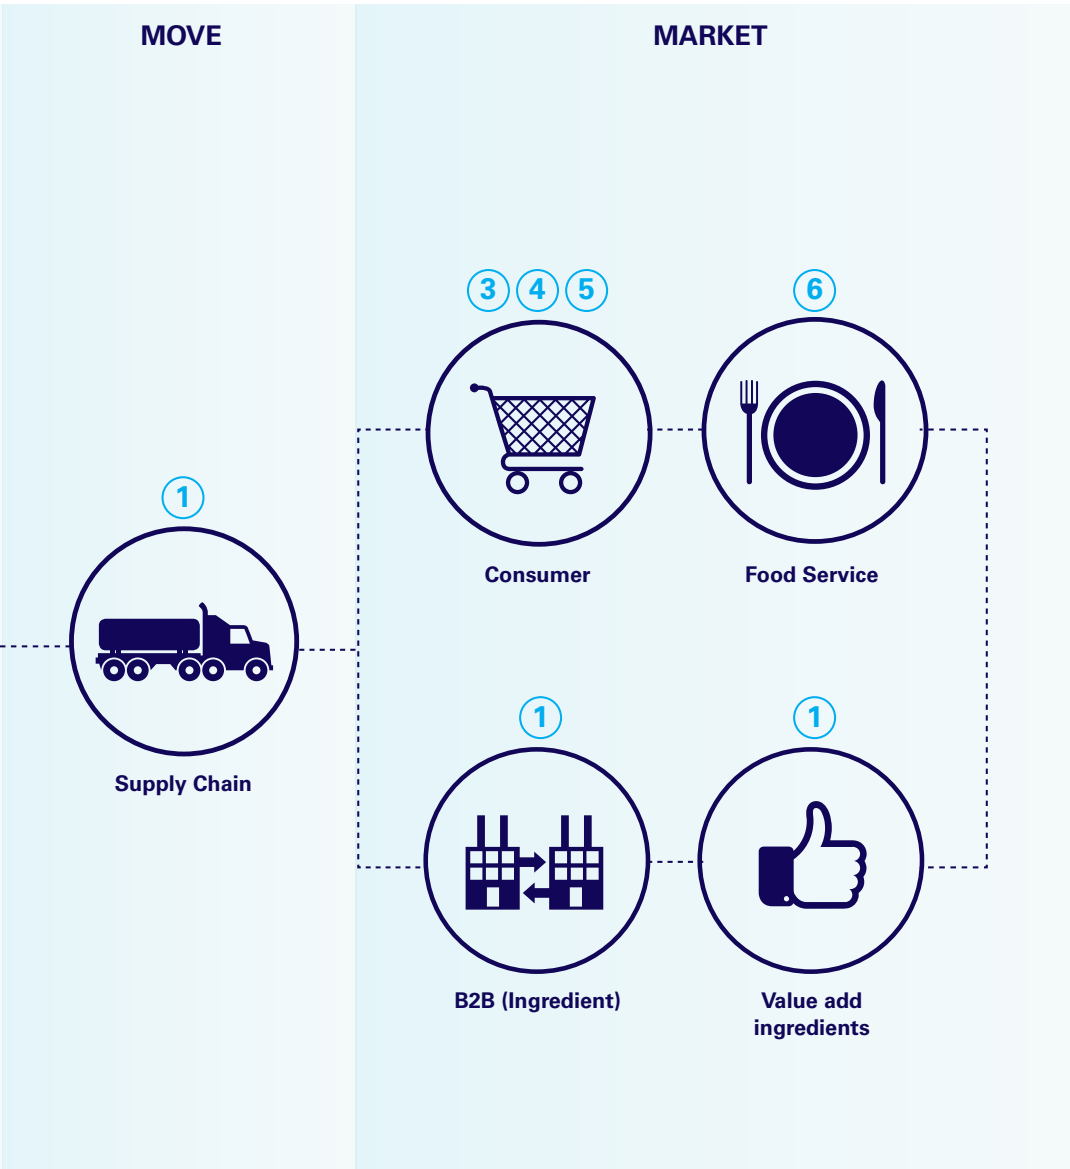 MOVE
MARKET
3 4 5
6
Consumer
Food Service
1
Supply Chain
1
1
B2B (Ingredient)
Value add
ingredients